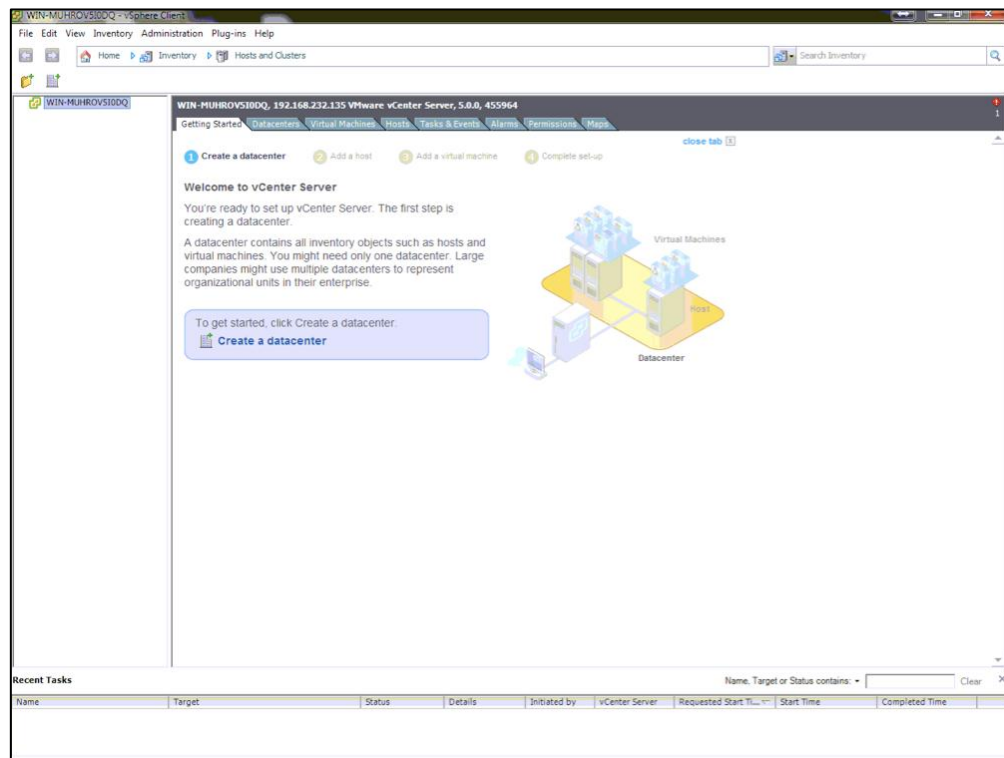 WIN-MUHROV5I0DQ - vSphere Client
File Edit View Inventory Administration Plug-ins Help
Home Inventory Hosts and Clusters
Search Inventory
WIN-MUHROV5I0DQ
WIN-MUHROV5I0DQ, 192.168.232.135 VMware vCenter Server, 5.0.0, 455964
1
Getting Started Datacenters Virtual Machines Hosts Tasks & Events Alarms Permissions Maps
close tab
1 Create a datacenter 2 Add a host 3 Add a virtual machine 4 Complete set-up
Welcome to vCenter Server
You're ready to set up vCenter Server. The first step is
creating a datacenter.
A datacenter contains all inventory objects such as hosts and
virtual machines. You might need only one datacenter. Large
companies might use multiple datacenters to represent
organizational units in their enterprise.
To get started, click Create a datacenter.
Create a datacenter
Virtual Machines
Host
Datacenter
Recent Tasks
Name, Target or Status contains: Clear
Name Target Status Details Initiated by vCenter Server Requested Start Ti... Start Time Completed Time